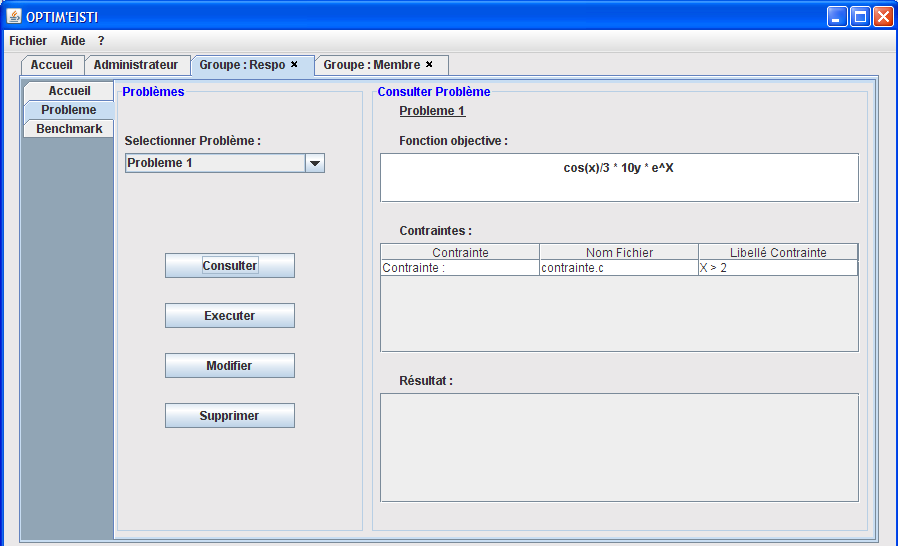 OPTIM'EISTI
Fichier Aide ?
Accueil Administrateur Groupe : Respo × Groupe : Membre ×
Accueil
Probleme
Benchmark
Problèmes
Selectionner Problème :
Probleme 1
Consulter
Executer
Modifier
Supprimer
Consulter Problème
Probleme 1
Fonction objective :
cos(x)/3 * 10y * e^X
Contraintes :
Contrainte Nom Fichier Libellé Contrainte
Contrainte : contrainte.c X > 2
Résultat :